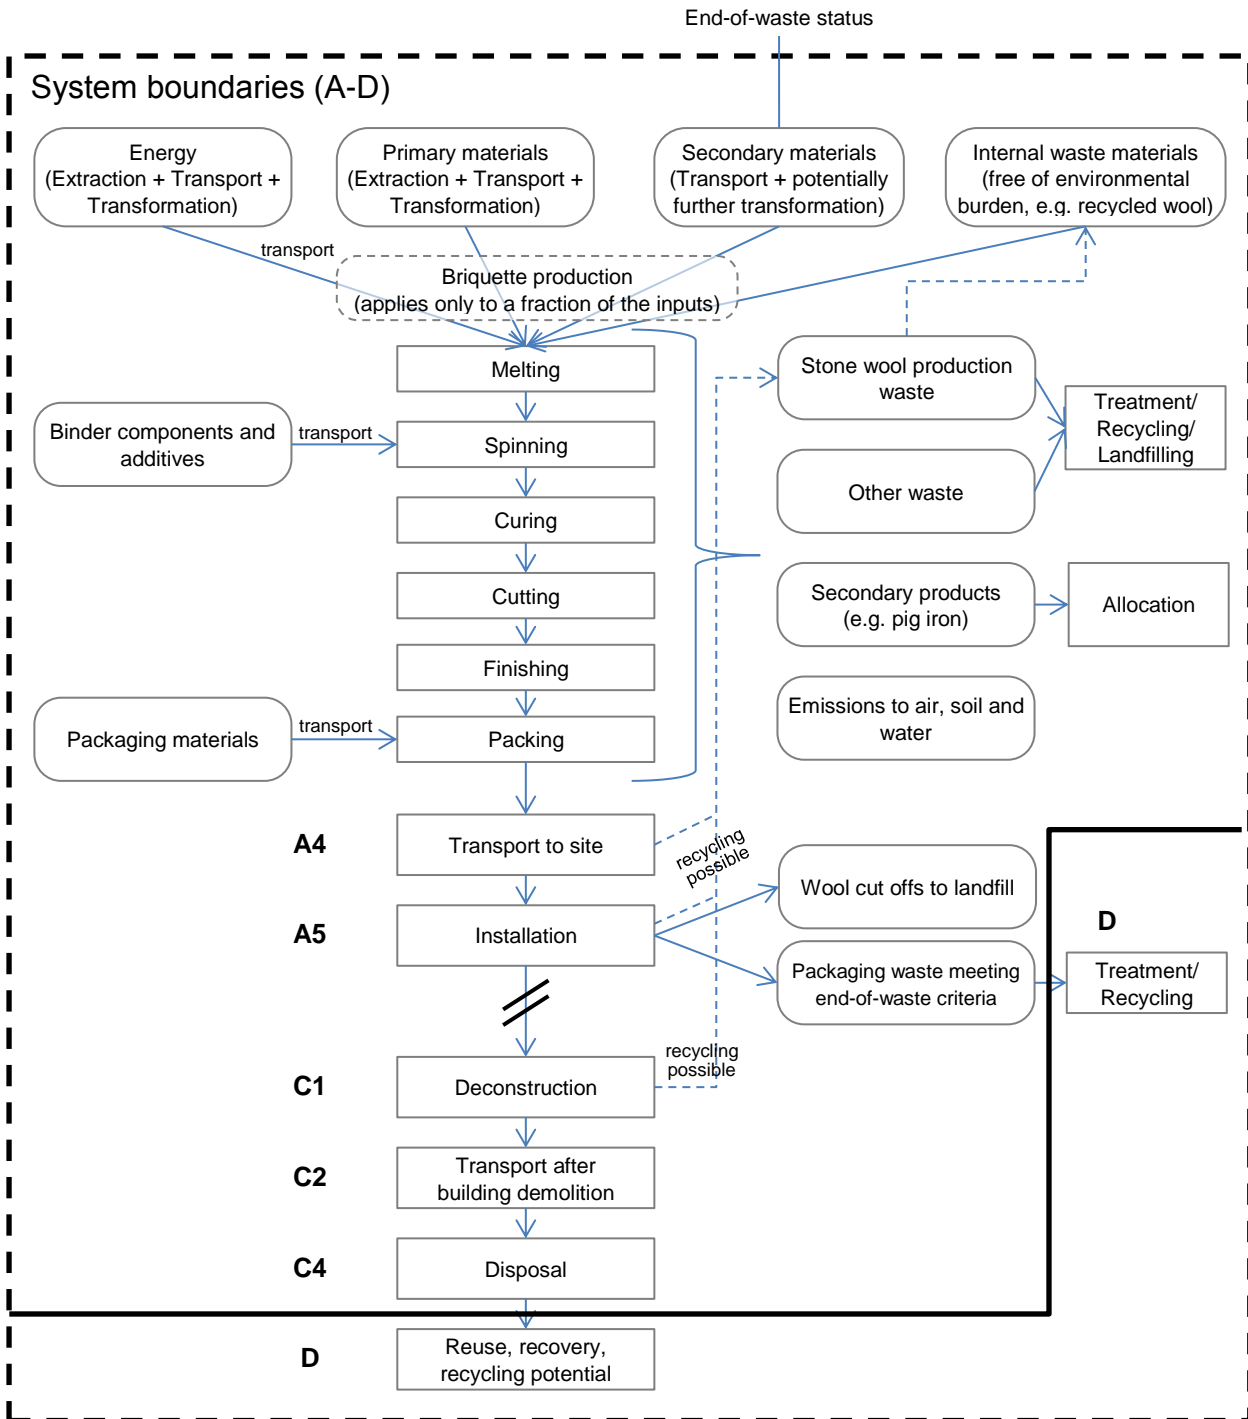 End-of-waste status
System boundaries (A-D)
Energy
(Extraction + Transport +
Transformation)
Primary materials
(Extraction + Transport +
Transformation)
Secondary materials
(Transport + potentially
further transformation)
Internal waste materials
(free of environmental
burden, e.g. recycled wool)
transport
Briquette production
(applies only to a fraction of the inputs)
Melting
Stone wool production
waste
Treatment/
Recycling/
Landfilling
Binder components and
additives
transport
Spinning
Other waste
Curing
Cutting
Secondary products
(e.g. pig iron)
Allocation
Finishing
Packaging materials
transport
Packing
Emissions to air, soil and
water
A4
Transport to site
recycling
possible
Wool cut offs to landfill
A5
Installation
D
Packaging waste meeting
end-of-waste criteria
Treatment/
Recycling
recycling
possible
C1
Deconstruction
C2
Transport after
building demolition
C4
Disposal
D
Reuse, recovery,
recycling potential